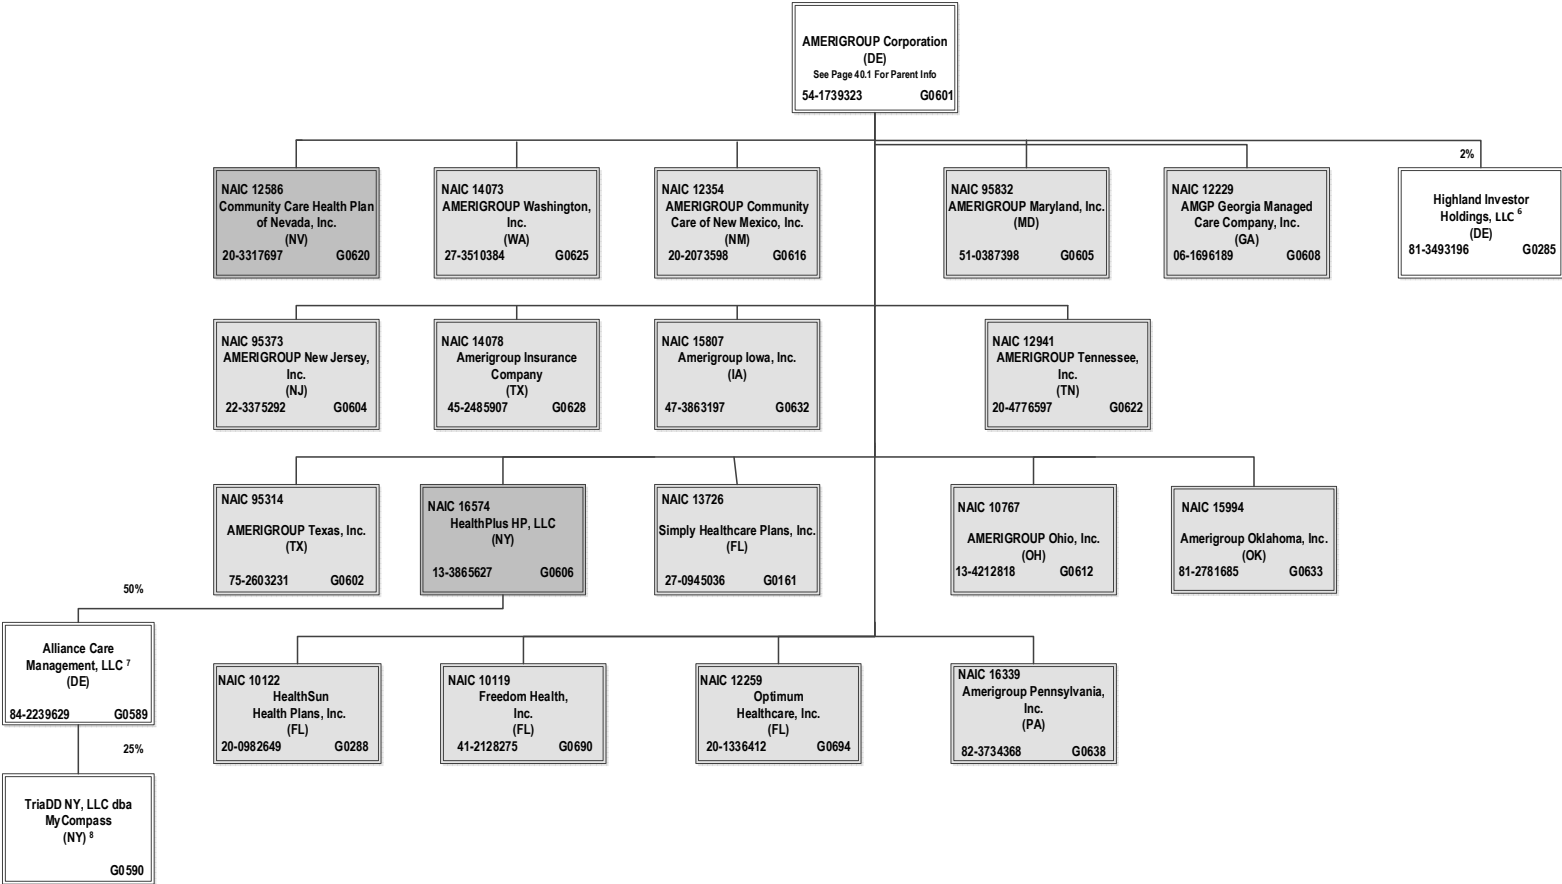 AMERIGROUP Corporation
(DE)
See Page 40.1 For Parent Info
54-1739323 G0601
2%
NAIC 12586
Community Care Health Plan
of Nevada, Inc.
(NV)
20-3317697 G0620
NAIC 14073
AMERIGROUP Washington,
Inc.
(WA)
27-3510384 G0625
NAIC 12354
AMERIGROUP Community
Care of New Mexico, Inc.
(NM)
20-2073598 G0616
NAIC 95832
AMERIGROUP Maryland, Inc.
(MD)
51-0387398 G0605
NAIC 12229
AMGP Georgia Managed
Care Company, Inc.
(GA)
06-1696189 G0608
Highland Investor
Holdings, LLC 6
(DE)
81-3493196 G0285
NAIC 95373
AMERIGROUP New Jersey,
Inc.
(NJ)
22-3375292 G0604
NAIC 14078
Amerigroup Insurance
Company
(TX)
45-2485907 G0628
NAIC 15807
Amerigroup Iowa, Inc.
(IA)
47-3863197 G0632
NAIC 12941
AMERIGROUP Tennessee,
Inc.
(TN)
20-4776597 G0622
NAIC 95314
AMERIGROUP Texas, Inc.
(TX)
75-2603231 G0602
NAIC 16574
HealthPlus HP, LLC
(NY)
13-3865627 G0606
NAIC 13726
Simply Healthcare Plans, Inc.
(FL)
27-0945036 G0161
NAIC 10767
AMERIGROUP Ohio, Inc.
(OH)
13-4212818 G0612
NAIC 15994
Amerigroup Oklahoma, Inc.
(OK)
81-2781685 G0633
50%
Alliance Care
Management, LLC 7
(DE)
84-2239629 G0589
NAIC 10122
HealthSun
Health Plans, Inc.
(FL)
20-0982649 G0288
NAIC 10119
Freedom Health,
Inc.
(FL)
41-2128275 G0690
NAIC 12259
Optimum
Healthcare, Inc.
(FL)
20-1336412 G0694
NAIC 16339
Amerigroup Pennsylvania,
Inc.
(PA)
82-3734368 G0638
25%
TriaDD NY, LLC dba
MyCompass
(NY) 8
G0590